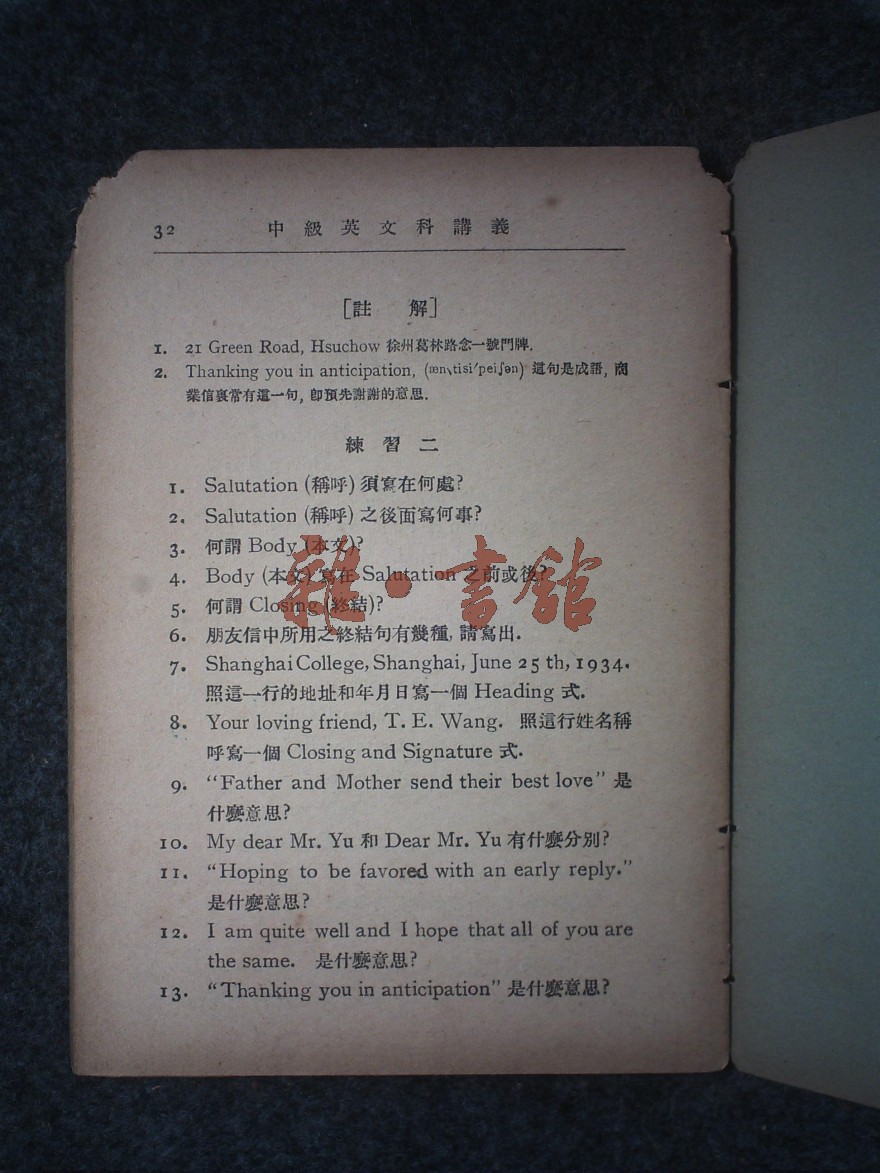 32 中級英文科講義
[註 解]
1. 21 Green Road, Hsuchow 徐州葛林路念一號門牌.
2. Thanking you in anticipation, (æn\tisi′peiʃən) 這句是成語, 商
業信裏常有這一句, 卽預先謝謝的意思.
練習二
1. Salutation (稱呼) 須寫在何處?
2. Salutation (稱呼) 之後面寫何事?
3. 何謂 Body (本文)?
4. Body (本文) 寫在 Salutation 之前或後?
5. 何謂 Closing (終結)?
6. 朋友信中所用之終結句有幾種, 請寫出.
7. Shanghai College, Shanghai, June 25th, 1934.
照這一行的地址和年月日寫一個 Heading 式.
8. Your loving friend, T. E. Wang. 照這行姓名稱
呼寫一個 Closing and Signature 式.
9. "Father and Mother send their best love" 是
什麼意思?
10. My dear Mr. Yu 和 Dear Mr. Yu 有什麼分别?
11. "Hoping to be favored with an early reply."
是什麼意思?
12. I am quite well and I hope that all of you are
the same. 是什麼意思?
13. "Thanking you in anticipation" 是什麼意思?
雜·書館